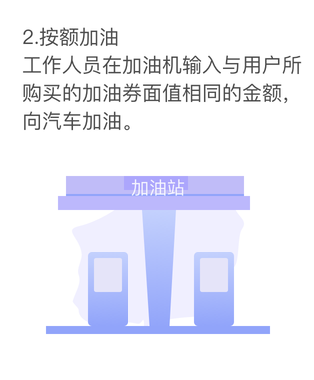 2.按额加油
工作人员在加油机输入与用户所
购买的加油券面值相同的金额，
向汽车加油。
加油站